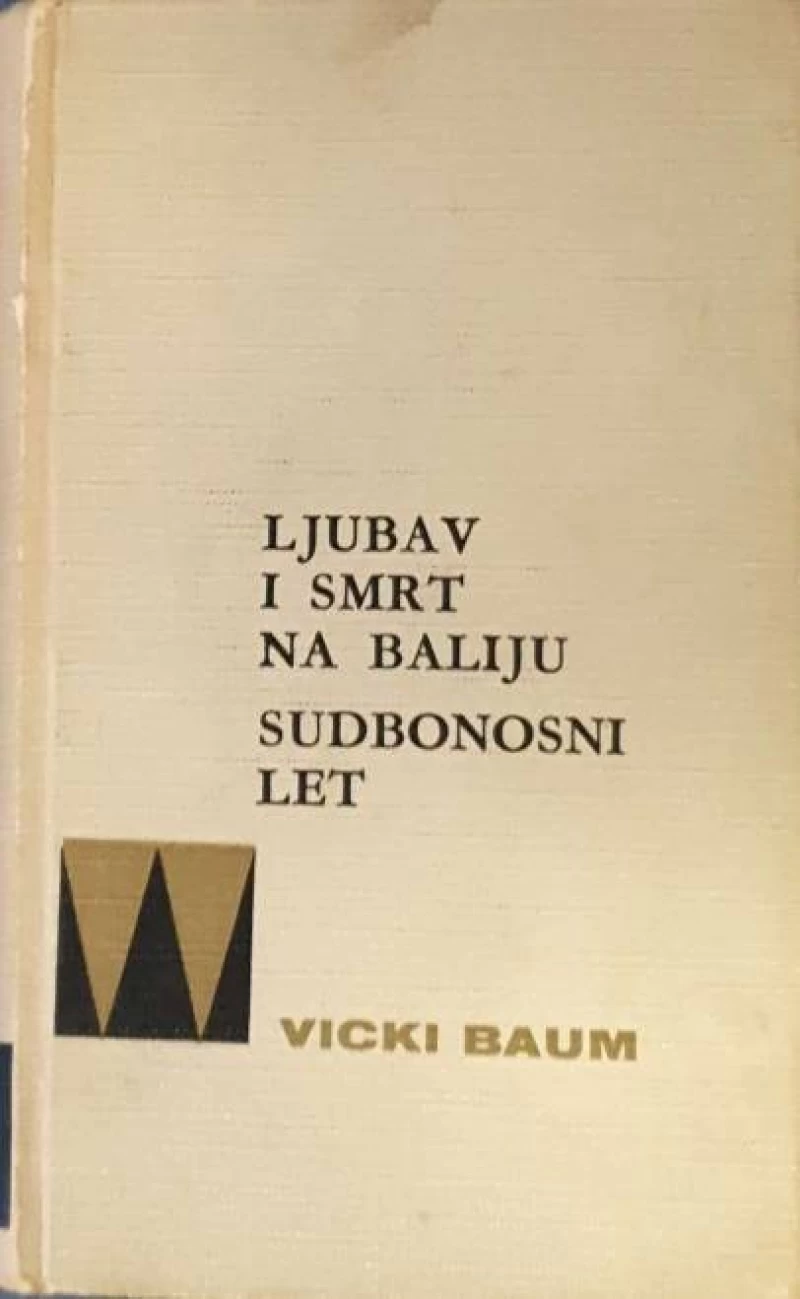 LJUBAV
I SMRT
NA BALIJU
SUDBONOSNI
LET
VICKI BAUM